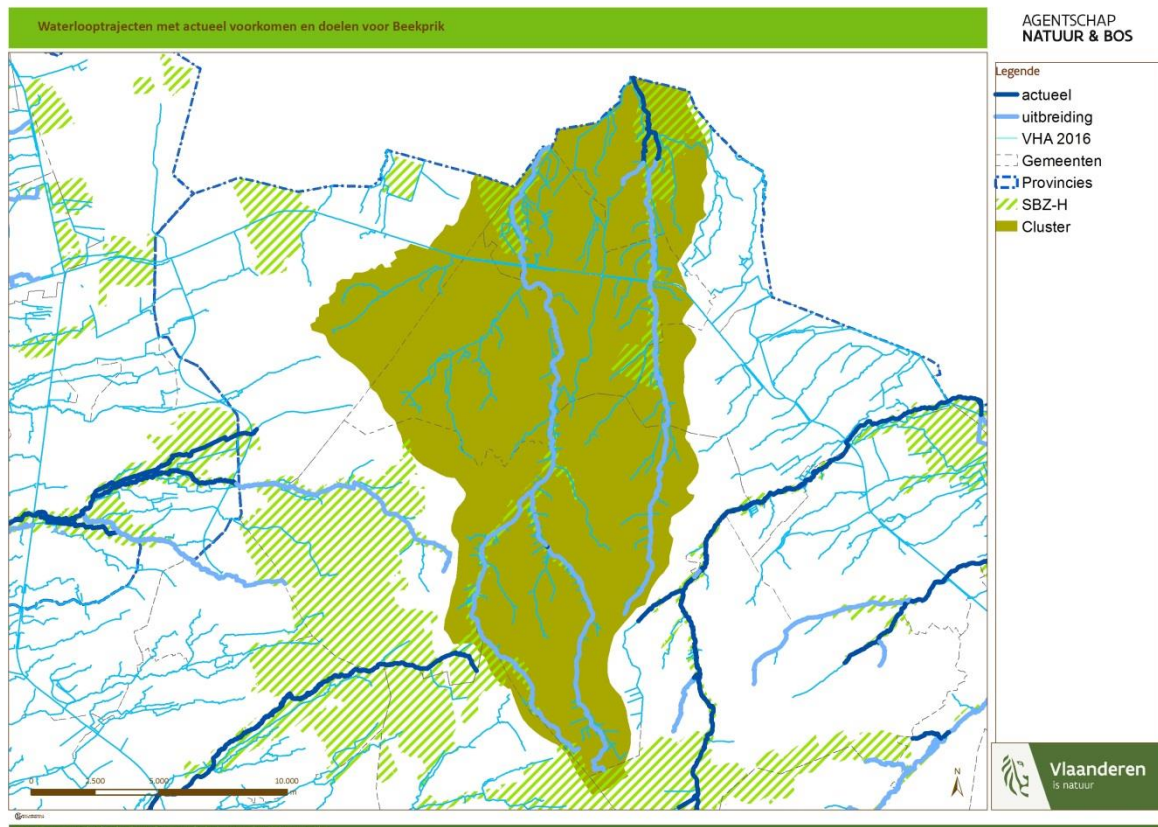 Waterlooptrajecten met actueel voorkomen en doelen voor Beekprik
AGENTSCHAP
NATUUR & BOS
Legende
actueel
uitbreiding
VHA 2016
Gemeenten
Provincies
SBZ-H
Cluster
0 2.500 5.000 10.000
N
Vlaanderen
is natuur